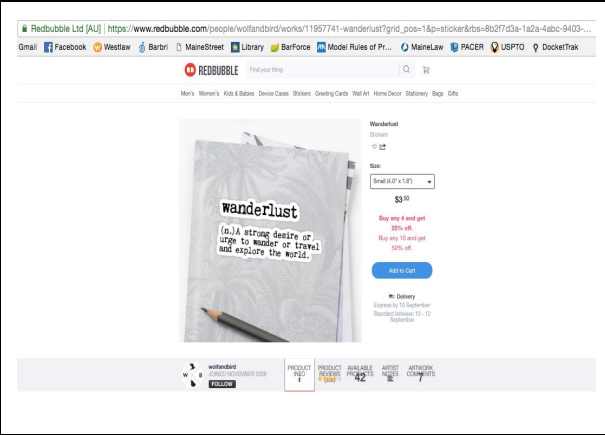 Redbubble Ltd [AU] https://www.redbubble.com/people/wolfandbird/works/11957741-wanderlust?grid_pos=1&p=sticker&rbs=8b2f7d3a-1a2a-4abc-9403-...
Gmail Facebook Westlaw Barbri MaineStreet Library BarForce Model Rules of Pr... MaineLaw PACER USPTO DocketTrak
REDBUBBLE Find your thing
Men's Women's Kids & Babies Device Cases Stickers Greeting Cards Wall Art Home Decor Stationery Bags Gifts
Wanderlust
Stickers
Size:
Small (4.0" x 1.8")
$3.50
Buy any 4 and get
25% off.
Buy any 10 and get
50% off.
Add to Cart
Delivery
Express by 10 September
Standard between 10 - 12
September
wanderlust
(n.)A strong desire or
urge to wander or travel
and explore the world.
W B
wolfandbird
JOINED NOVEMBER 2008
FOLLOW
PRODUCT
INFO
PRODUCT
REVIEWS
AVAILABLE
PRODUCTS
42
ARTIST
NOTES
ARTWORK
COMMENTS
7